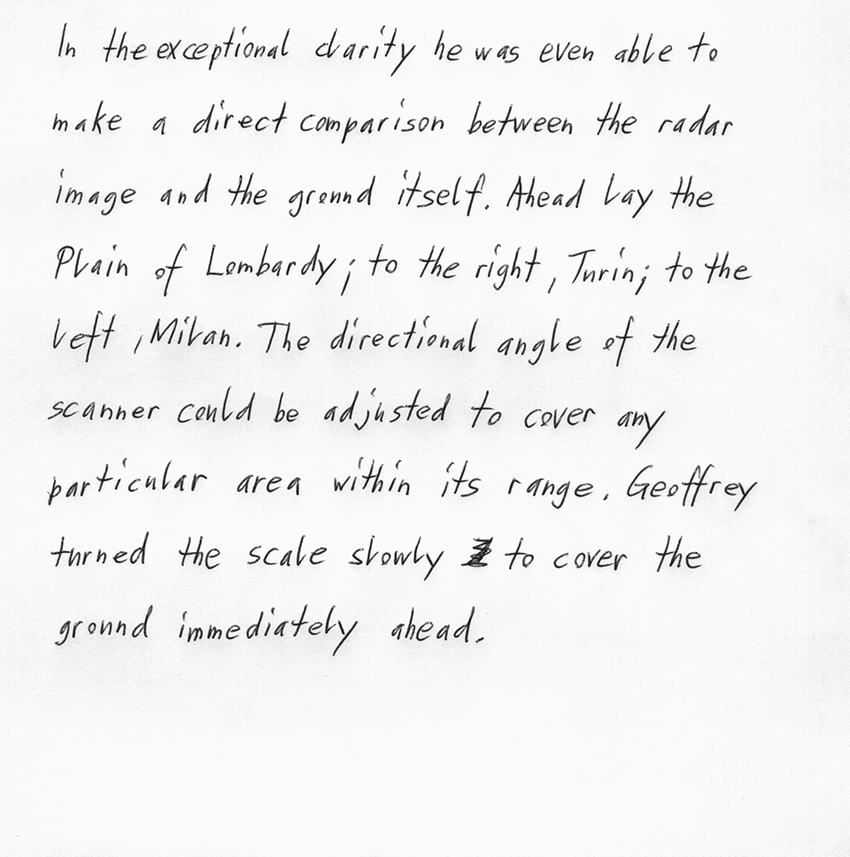 In the exceptional clarity he was even able to
make a direct comparison between the radar
image and the ground itself. Ahead lay the
Plain of Lombardy; to the right, Turin; to the
left, Milan. The directional angle of the
scanner could be adjusted to cover any
particular area within its range. Geoffrey
turned the scale slowly to cover the
ground immediately ahead.